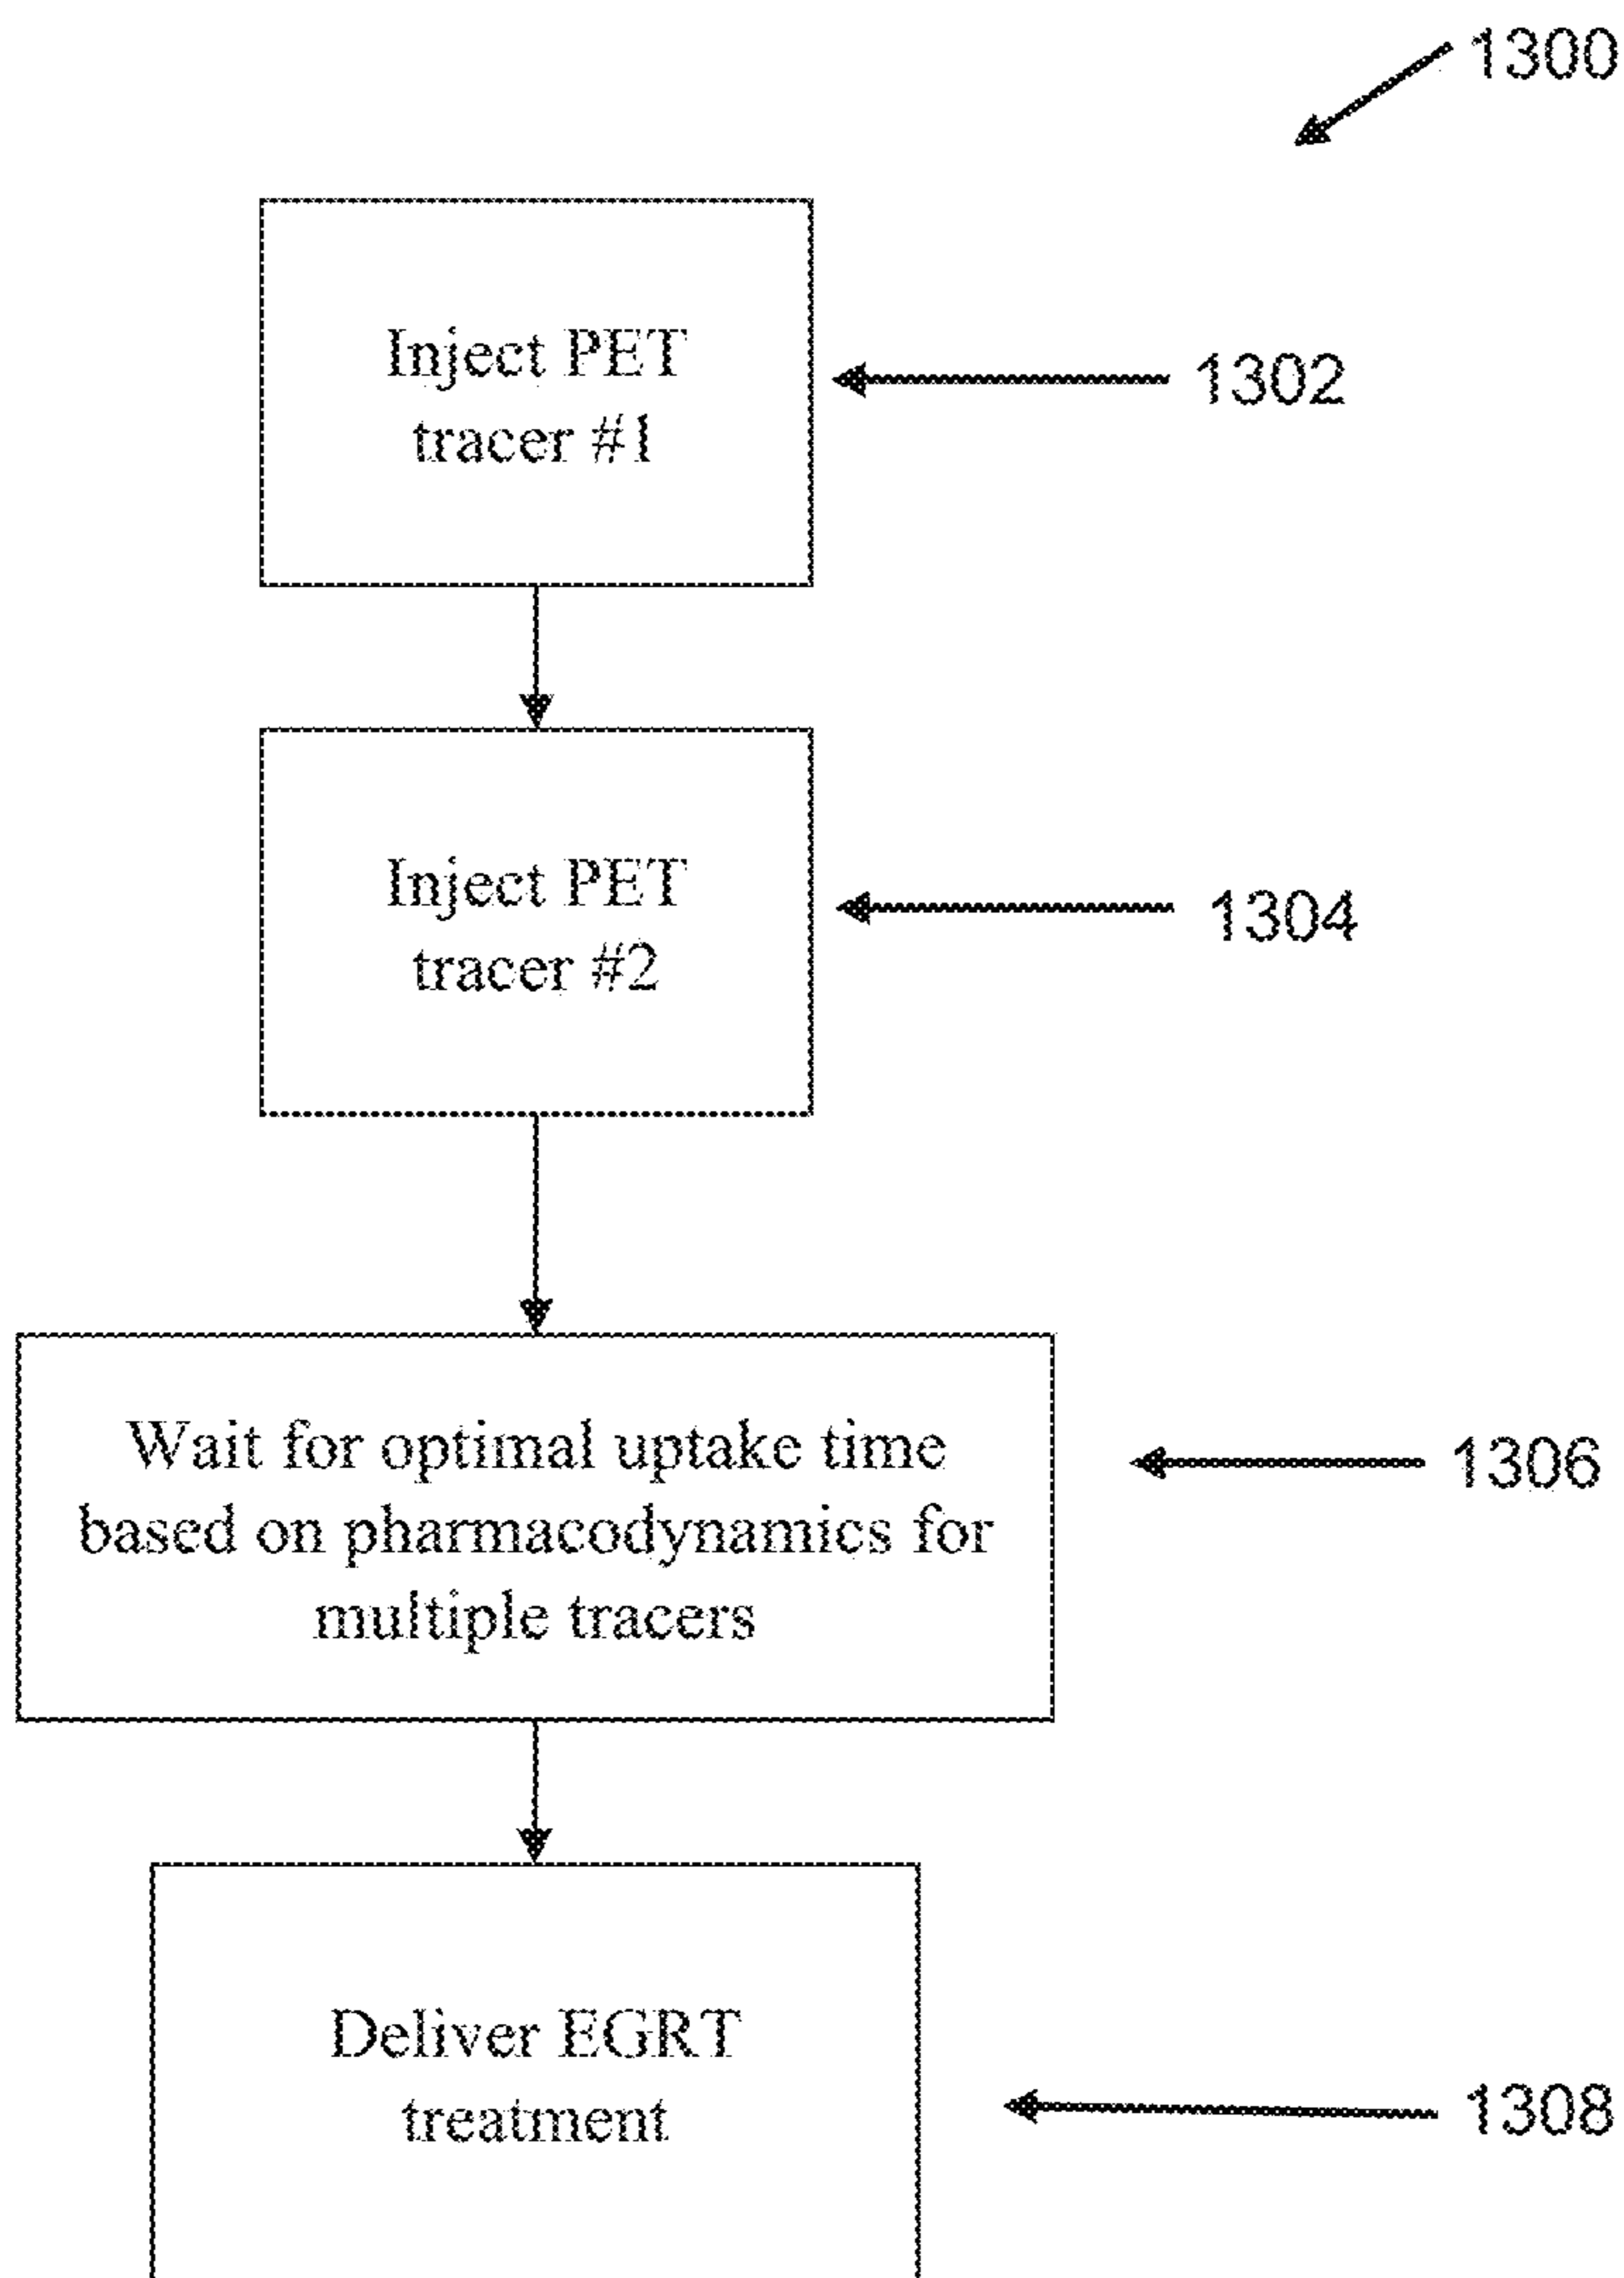 1300
Inject PET
tracer #1
1302
Inject PET
tracer #2
1304
Wait for optimal uptake time
based on pharmacodynamics for
multiple tracers
1306
Deliver EGRT
treatment
1308